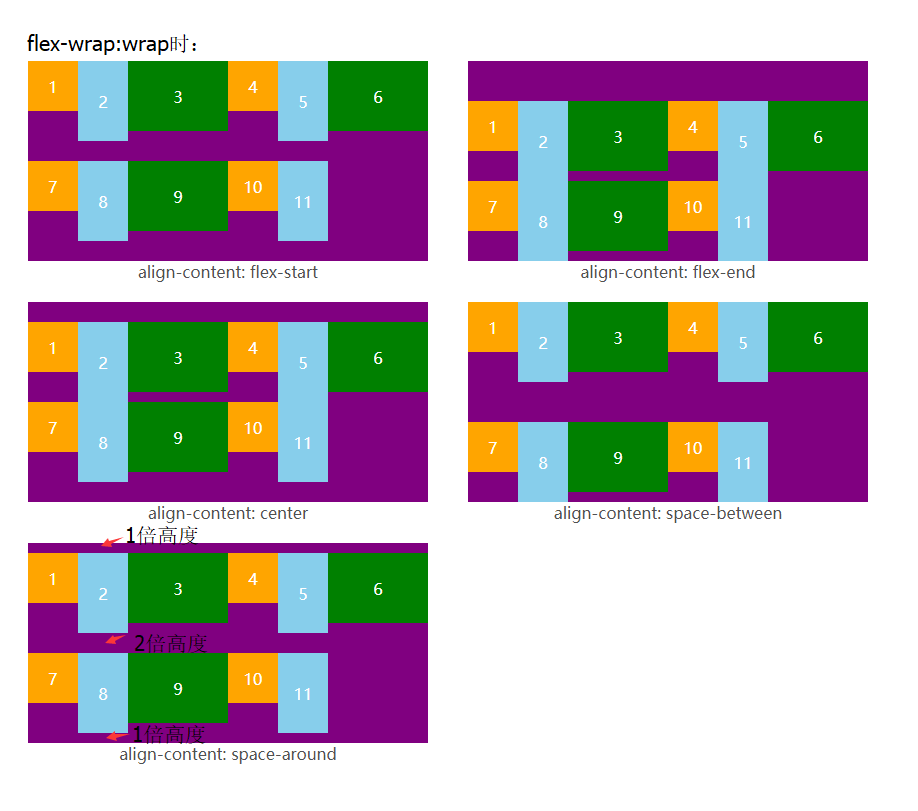 flex-wrap:wrap时：
1 2 3 4 5 6
7 8 9 10 11
align-content: flex-start
1 2 3 4 5 6
7 8 9 10 11
align-content: flex-end
1 2 3 4 5 6
7 8 9 10 11
align-content: center
1 2 3 4 5 6
7 8 9 10 11
align-content: space-between
1倍高度
1 2 3 4 5 6
2倍高度
7 8 9 10 11
1倍高度
align-content: space-around